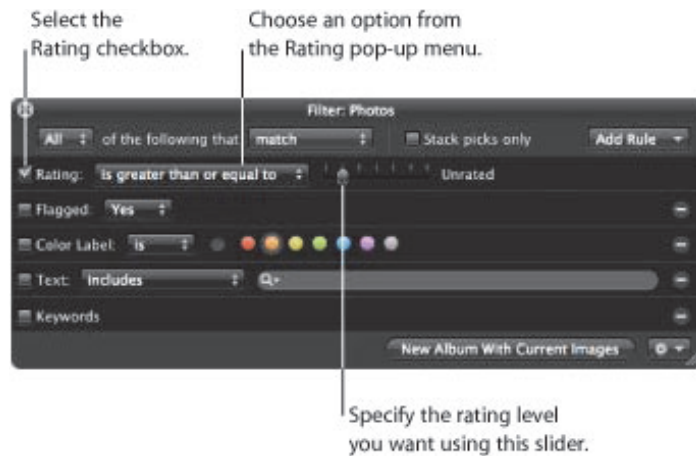 Select the
Rating checkbox.
Choose an option from
the Rating pop-up menu.
Filter: Photos
All of the following that match Stack picks only Add Rule
Rating: is greater than or equal to Unrated
Flagged: Yes
Color Label: is
Text: includes
Keywords
New Album With Current Images
Specify the rating level
you want using this slider.